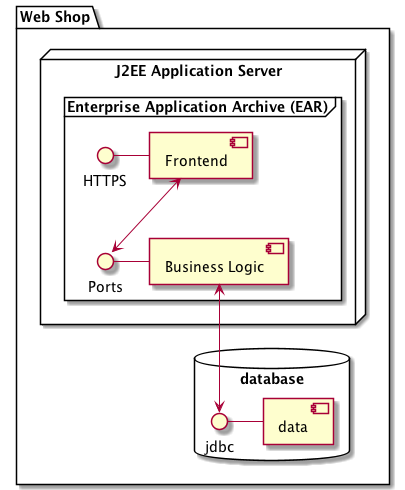 Web Shop
J2EE Application Server
Enterprise Application Archive (EAR)
Frontend
HTTPS
Business Logic
Ports
database
data
jdbc